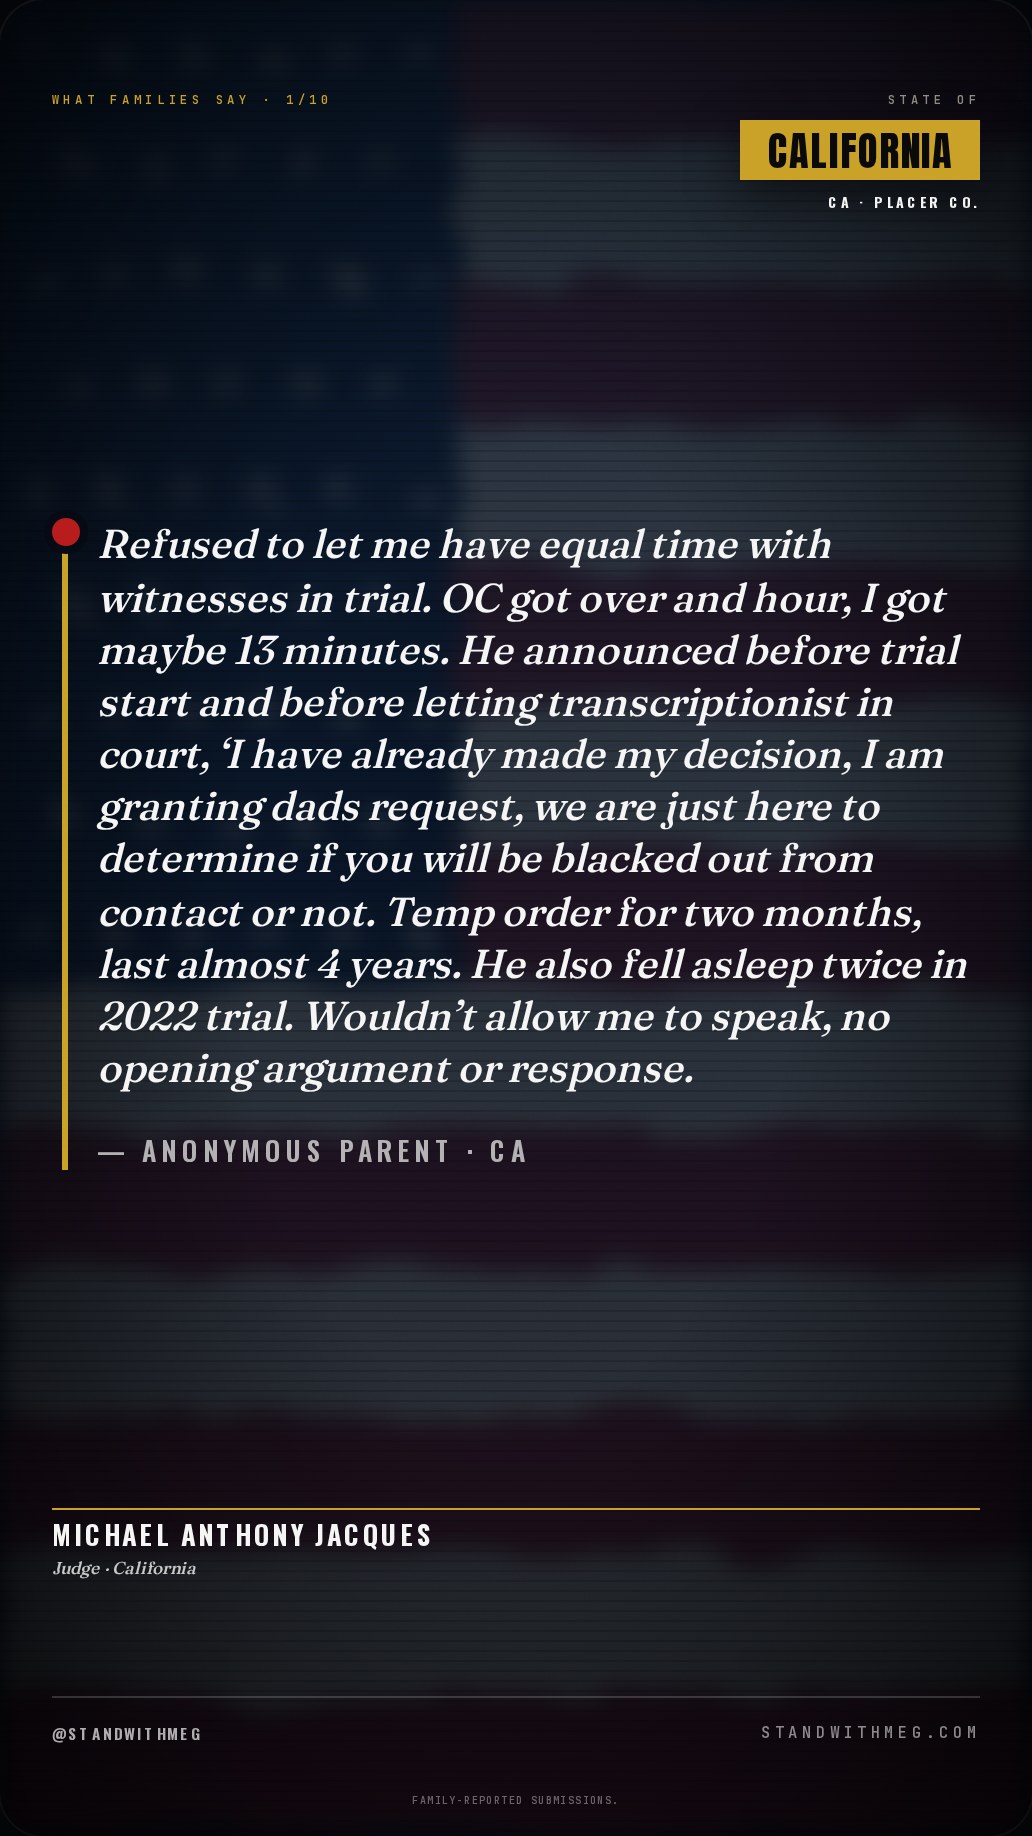 WHAT FAMILIES SAY · 1/10
STATE OF
CALIFORNIA
CA · PLACER CO.
Refused to let me have equal time with
witnesses in trial. OC got over and hour, I got
maybe 13 minutes. He announced before trial
start and before letting transcriptionist in
court, ‘I have already made my decision, I am
granting dads request, we are just here to
determine if you will be blacked out from
contact or not. Temp order for two months,
last almost 4 years. He also fell asleep twice in
2022 trial. Wouldn’t allow me to speak, no
opening argument or response.
— ANONYMOUS PARENT · CA
MICHAEL ANTHONY JACQUES
Judge · California
@STANDWITHMEG
STANDWITHMEG.COM
FAMILY-REPORTED SUBMISSIONS.